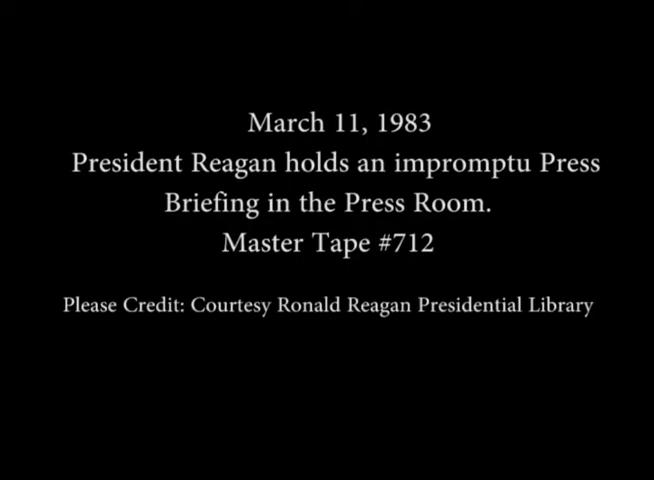 March 11, 1983
President Reagan holds an impromptu Press
Briefing in the Press Room.
Master Tape #712
Please Credit: Courtesy Ronald Reagan Presidential Library